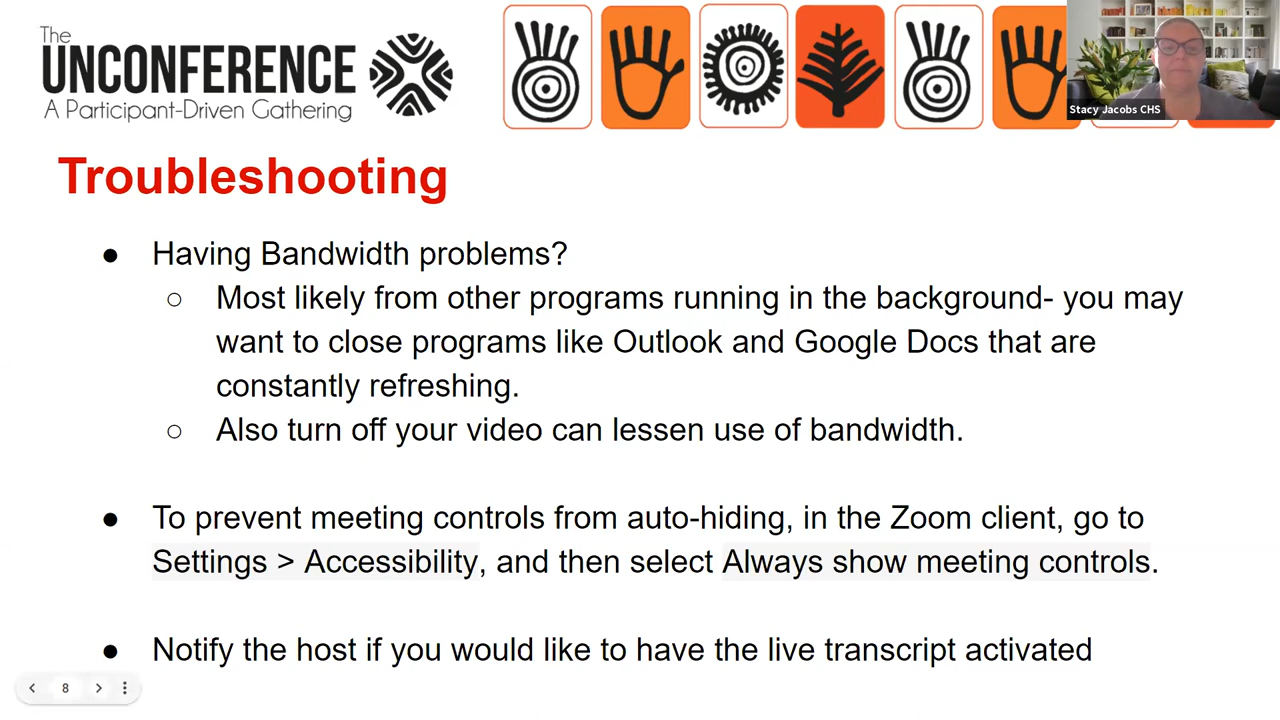 The
UNCONFERENCE
A Participant-Driven Gathering
Stacy Jacobs CHS
Troubleshooting
● Having Bandwidth problems?
○ Most likely from other programs running in the background- you may
want to close programs like Outlook and Google Docs that are
constantly refreshing.
○ Also turn off your video can lessen use of bandwidth.
● To prevent meeting controls from auto-hiding, in the Zoom client, go to
Settings > Accessibility, and then select Always show meeting controls.
● Notify the host if you would like to have the live transcript activated
8